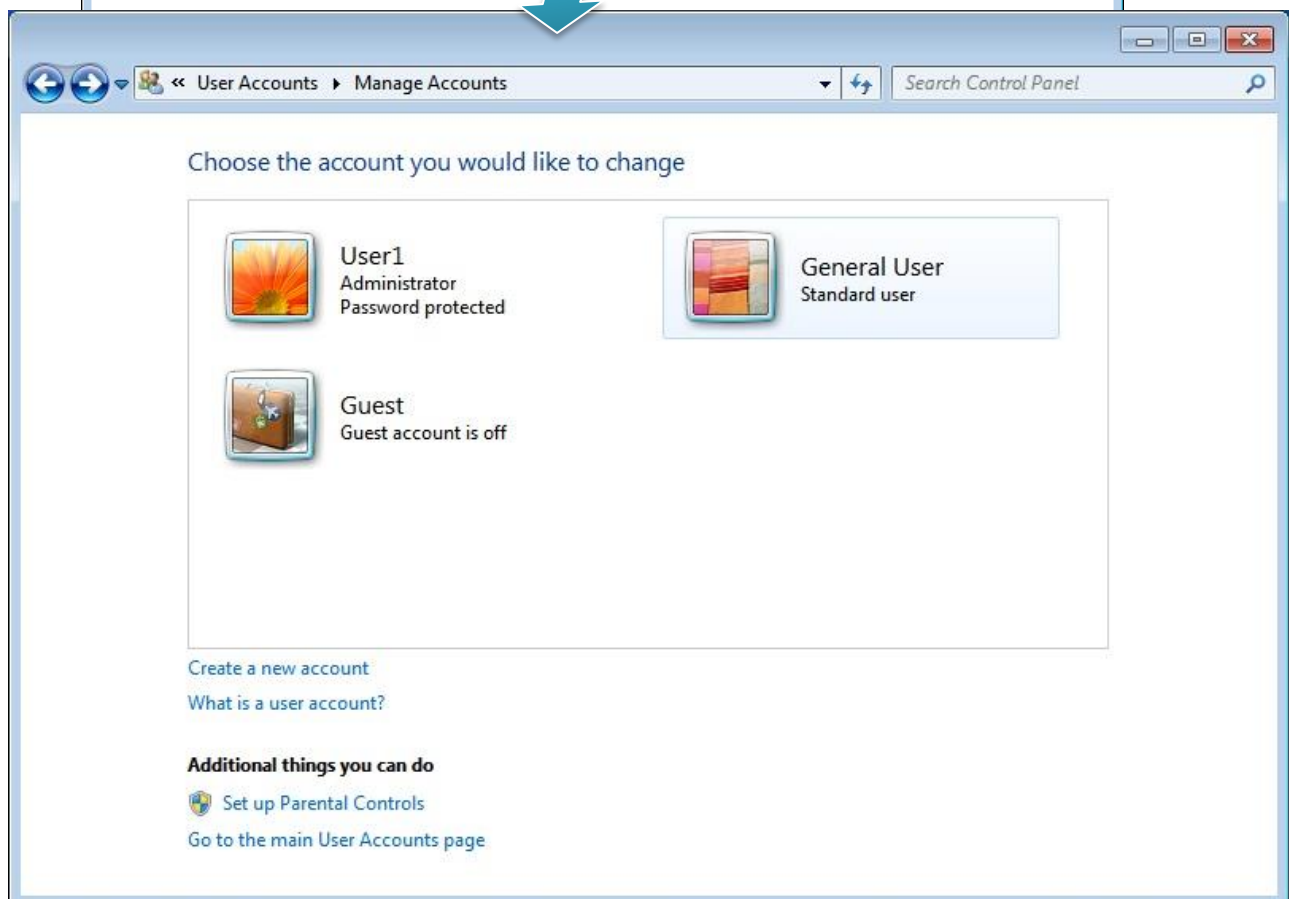 « User Accounts ▸ Manage Accounts
Search Control Panel
Choose the account you would like to change
User1
Administrator
Password protected
General User
Standard user
Guest
Guest account is off
Create a new account
What is a user account?
Additional things you can do
Set up Parental Controls
Go to the main User Accounts page